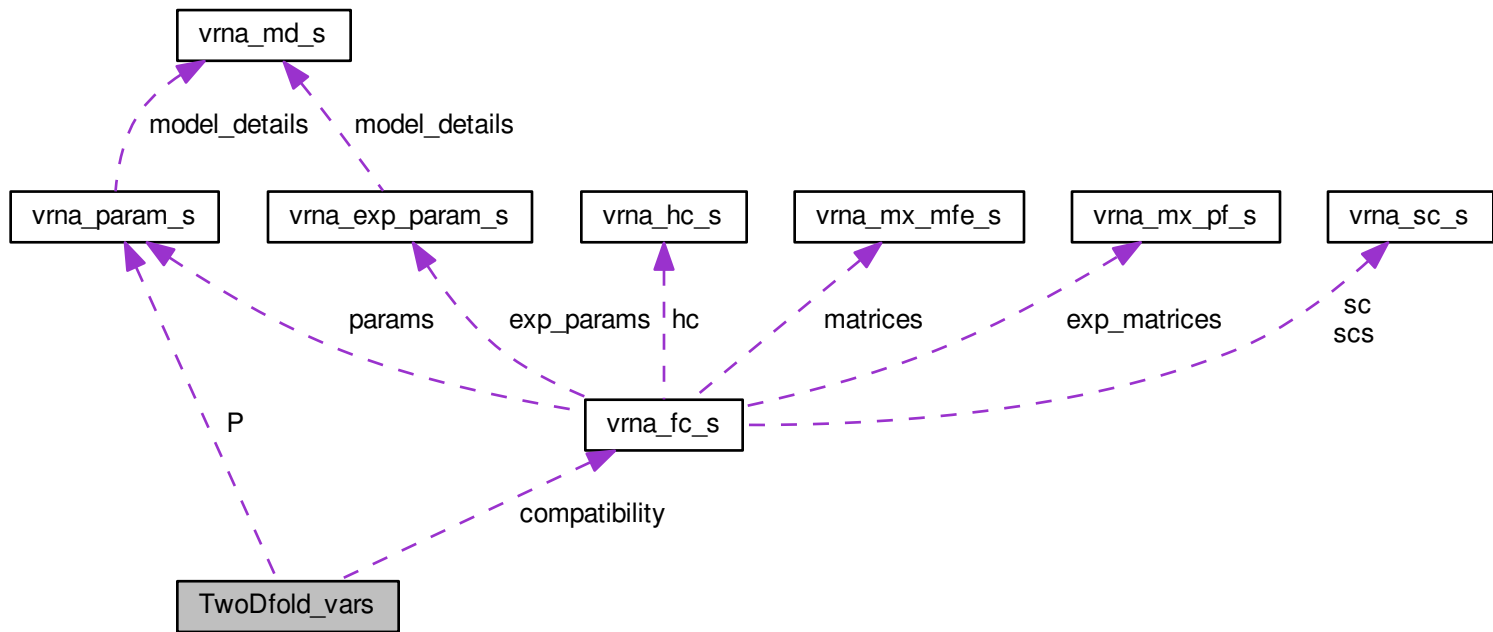 vrna_md_s
model_details
model_details
vrna_param_s
vrna_exp_param_s
vrna_hc_s
vrna_mx_mfe_s
vrna_mx_pf_s
vrna_sc_s
params
exp_params
hc
matrices
exp_matrices
sc
scs
P
vrna_fc_s
compatibility
TwoDfold_vars